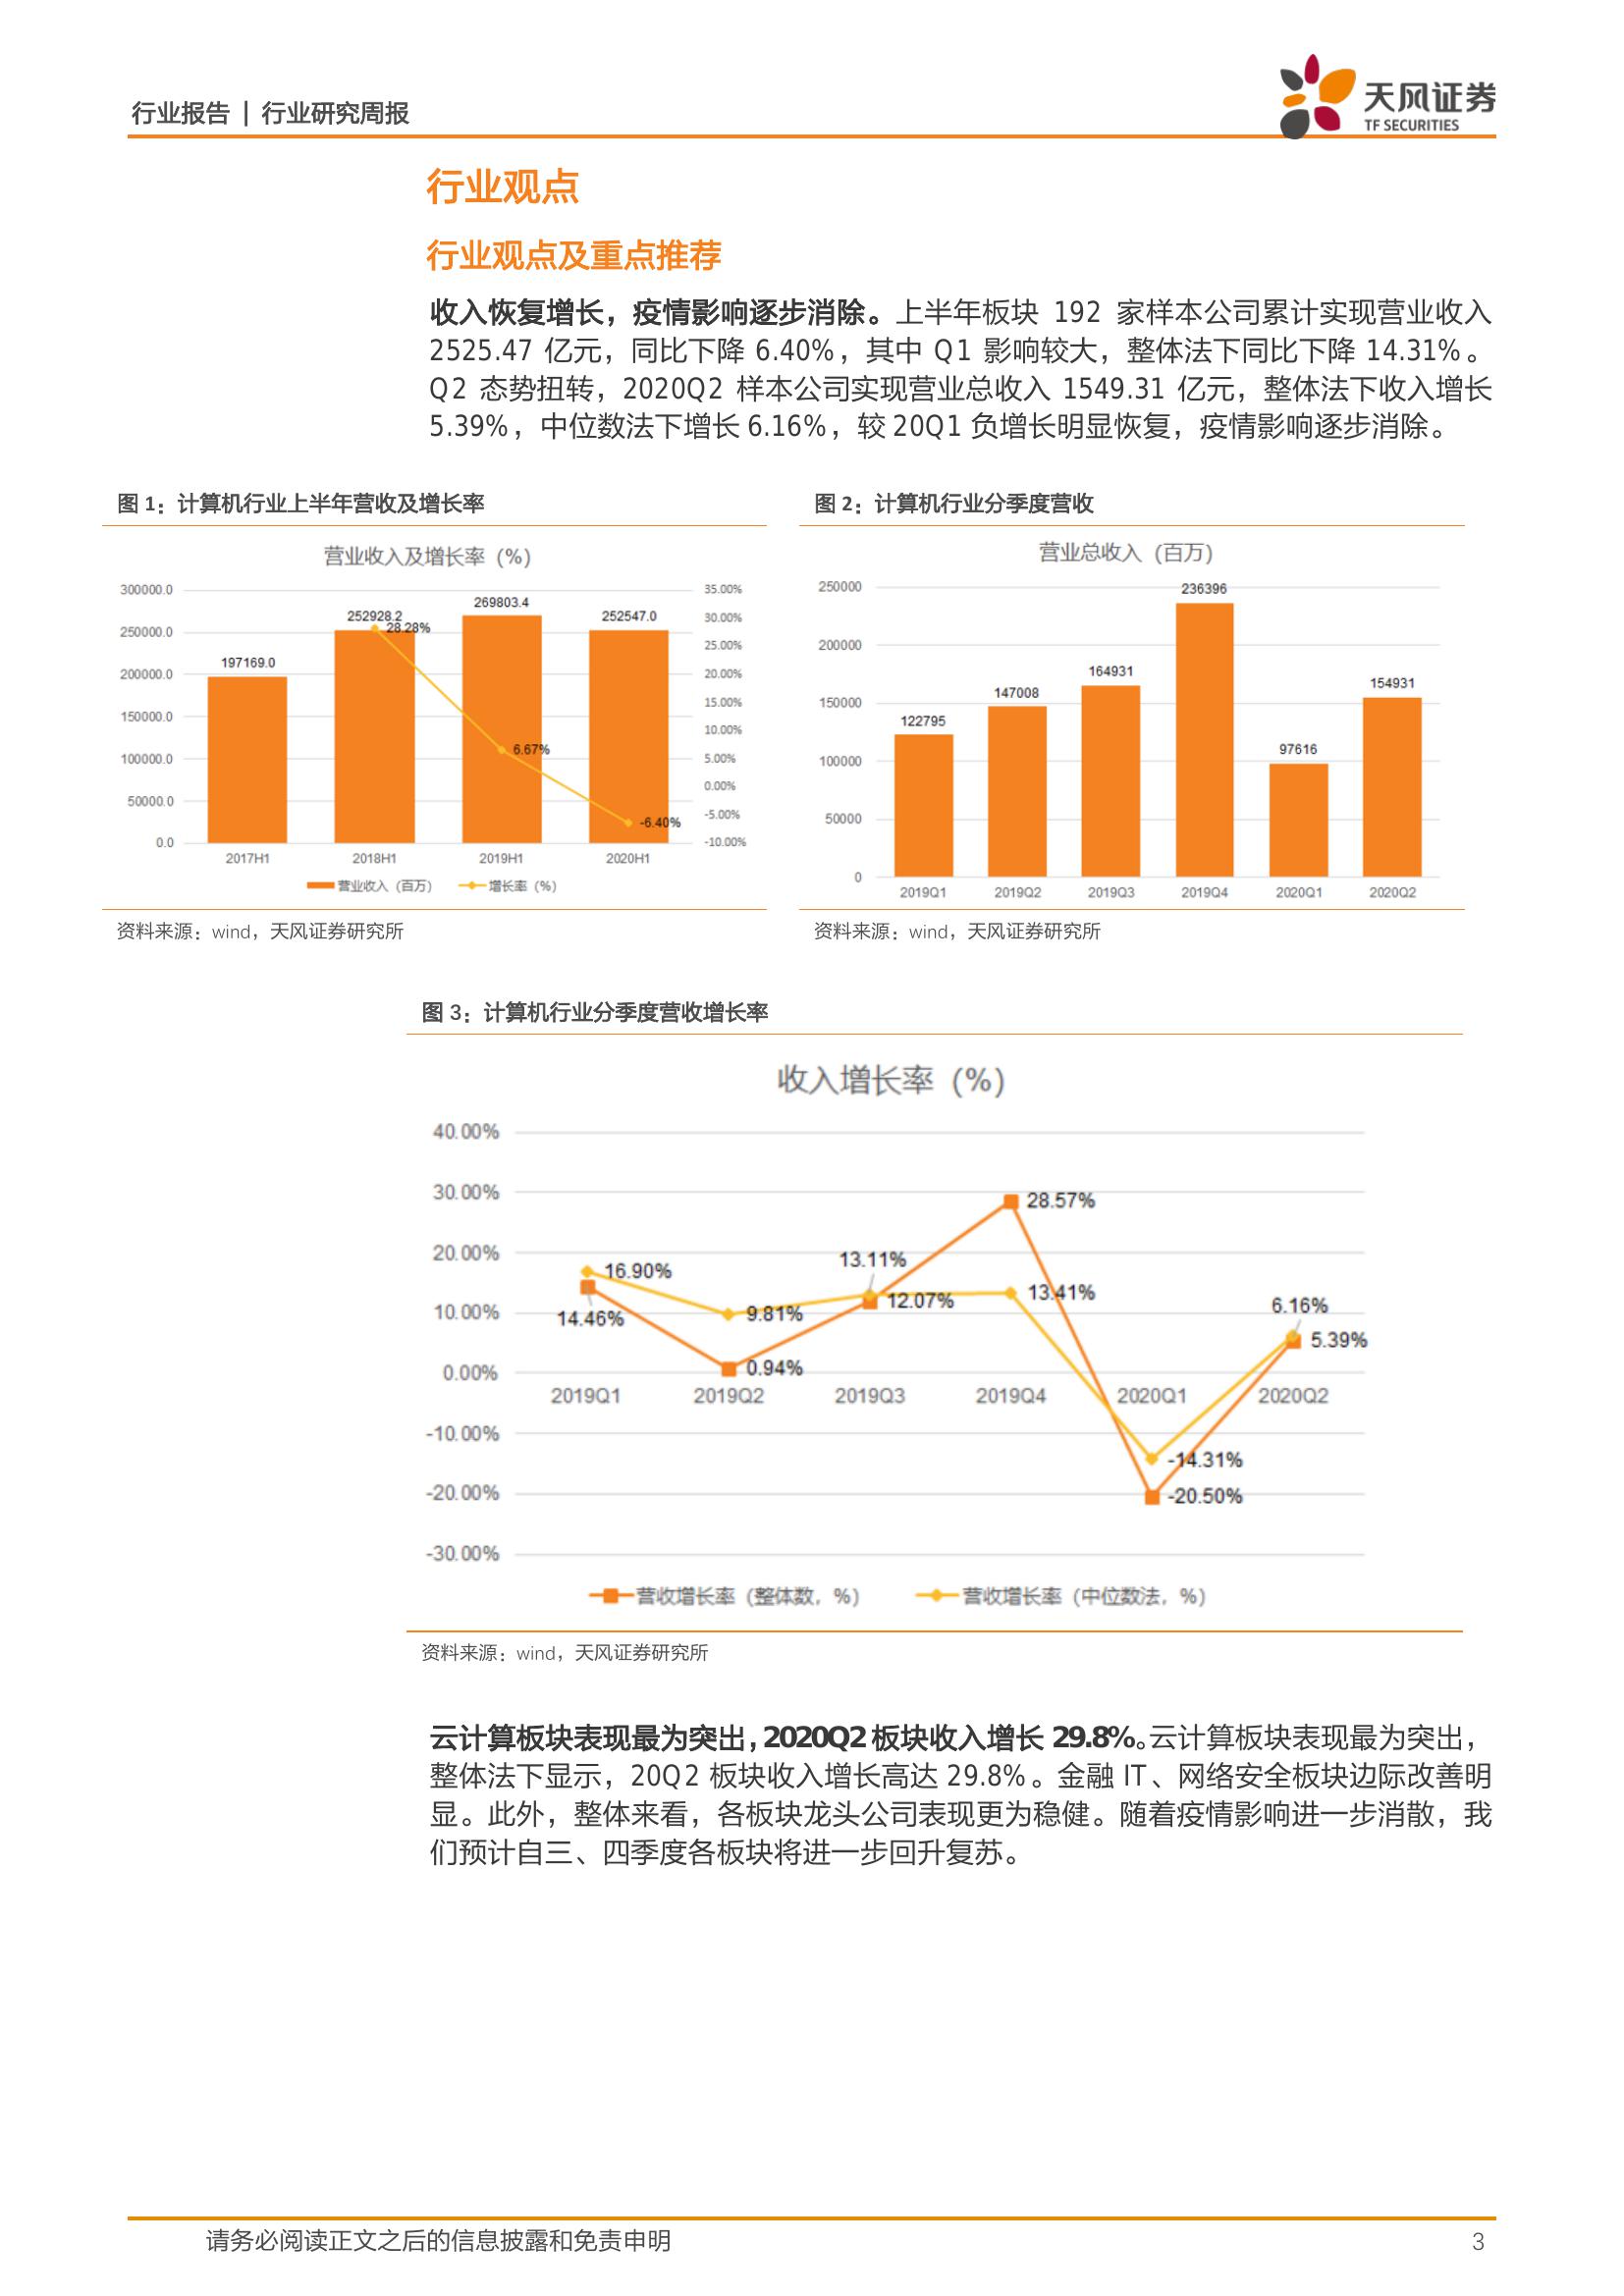 行业报告 | 行业研究周报
天风证券
TF SECURITIES
行业观点
行业观点及重点推荐
收入恢复增长，疫情影响逐步消除。上半年板块 192 家样本公司累计实现营业收入
2525.47 亿元，同比下降 6.40%，其中 Q1 影响较大，整体法下同比下降 14.31%。
Q2 态势扭转，2020Q2 样本公司实现营业总收入 1549.31 亿元，整体法下收入增长
5.39%，中位数法下增长 6.16%，较 20Q1 负增长明显恢复，疫情影响逐步消除。
图 1：计算机行业上半年营收及增长率
营业收入及增长率（%）
300000.0
250000.0
200000.0
150000.0
100000.0
50000.0
0.0
197169.0
252928.2
269803.4
252547.0
28.28%
6.67%
-6.40%
35.00%
30.00%
25.00%
20.00%
15.00%
10.00%
5.00%
0.00%
-5.00%
-10.00%
2017H1
2018H1
2019H1
2020H1
营业收入（百万）
增长率（%）
资料来源：wind，天风证券研究所
图 2：计算机行业分季度营收
营业总收入（百万）
250000
200000
150000
100000
50000
0
122795
147008
164931
236396
97616
154931
2019Q1
2019Q2
2019Q3
2019Q4
2020Q1
2020Q2
资料来源：wind，天风证券研究所
图 3：计算机行业分季度营收增长率
收入增长率（%）
40.00%
30.00%
20.00%
10.00%
0.00%
-10.00%
-20.00%
-30.00%
16.90%
14.46%
9.81%
0.94%
13.11%
12.07%
28.57%
13.41%
-14.31%
-20.50%
6.16%
5.39%
2019Q1
2019Q2
2019Q3
2019Q4
2020Q1
2020Q2
营收增长率（整体数，%）
营收增长率（中位数法，%）
资料来源：wind，天风证券研究所
云计算板块表现最为突出，2020Q2 板块收入增长 29.8%。云计算板块表现最为突出，
整体法下显示，20Q2 板块收入增长高达 29.8%。金融 IT、网络安全板块边际改善明
显。此外，整体来看，各板块龙头公司表现更为稳健。随着疫情影响进一步消散，我
们预计自三、四季度各板块将进一步回升复苏。
请务必阅读正文之后的信息披露和免责申明
3